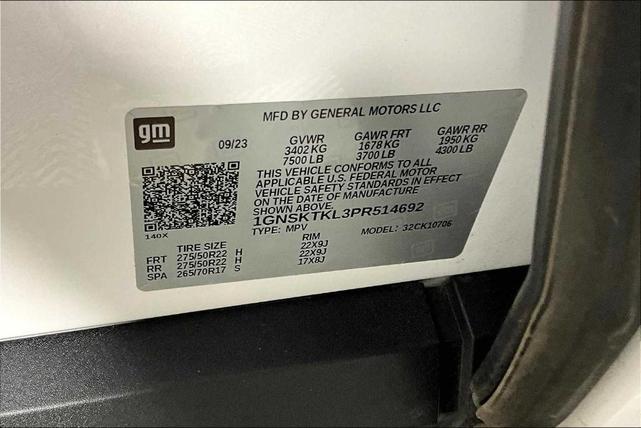 MFD BY GENERAL MOTORS LLC
gm
09/23 GVWR GAWR FRT GAWR RR
3402 KG 1678 KG 1950 KG
7500 LB 3700 LB 4300 LB
THIS VEHICLE CONFORMS TO ALL
APPLICABLE U.S. FEDERAL MOTOR
VEHICLE SAFETY STANDARDS IN EFFECT
ON THE DATE OF MANUFACTURE
SHOWN ABOVE.
1GNSKTKL3PR514692
140X TYPE: MPV MODEL: 32CK10706
TIRE SIZE RIM
FRT 275/50R22 H 22X9J
RR 275/50R22 H 22X9J
SPA 265/70R17 S 17X8J